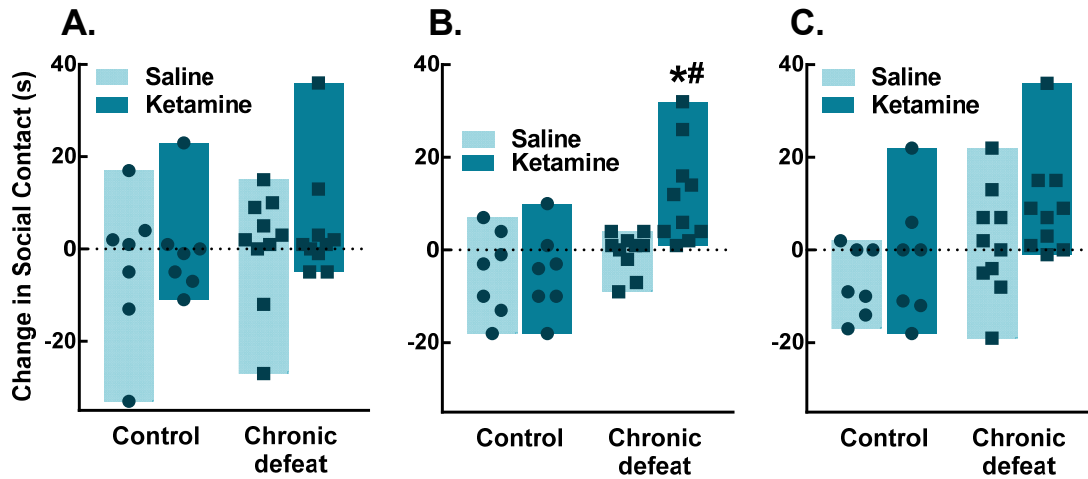 A.
Change in Social Contact (s)
40
20
0
-20
Saline
Ketamine
Control
Chronic
defeat
B.
40
20
0
-20
Saline
Ketamine
*#
Control
Chronic
defeat
C.
40
20
0
-20
Saline
Ketamine
Control
Chronic
defeat